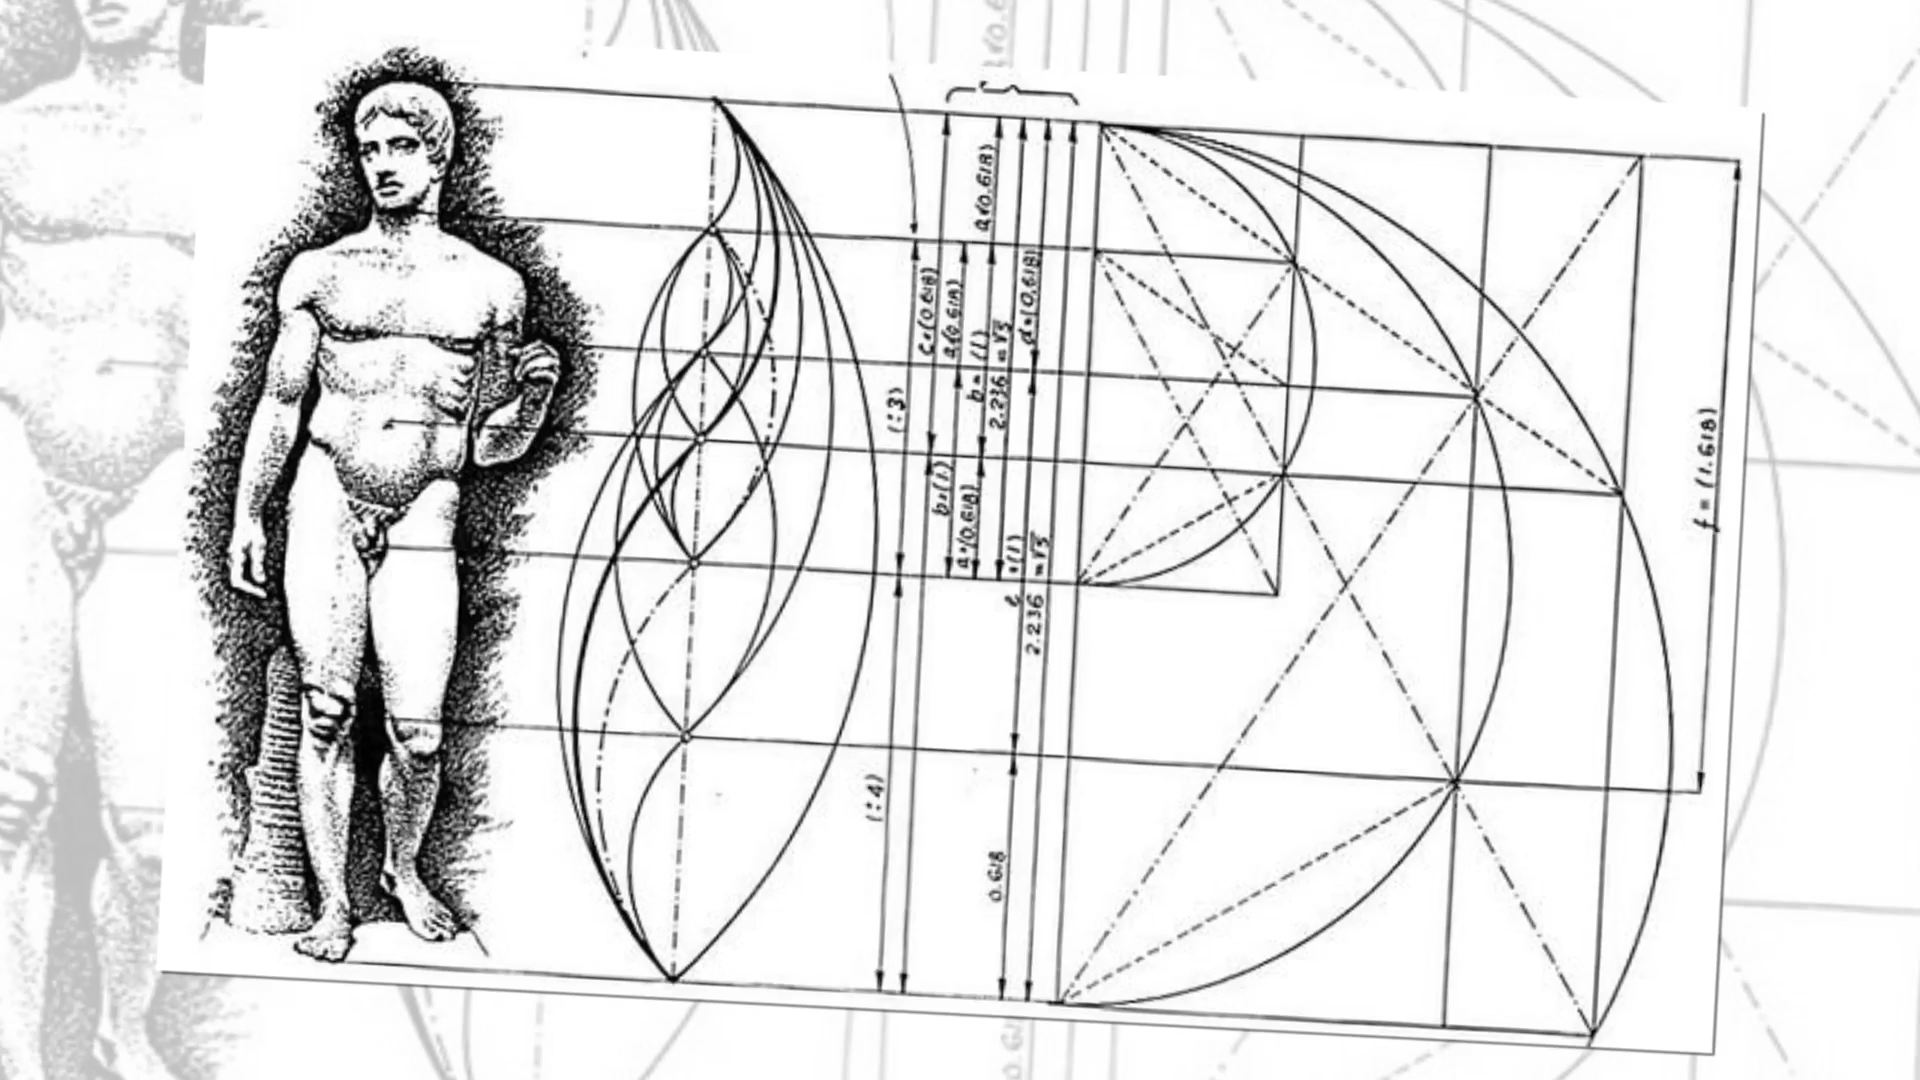 a(0.618)
c=(0.618)
a(0.618)
b=(1)
2.236 = √5
d=(0.618)
(:3)
b=(1)
a=(0.618)
e=(1)
2.236 = √5
(:4)
0.618
f = (1.618)